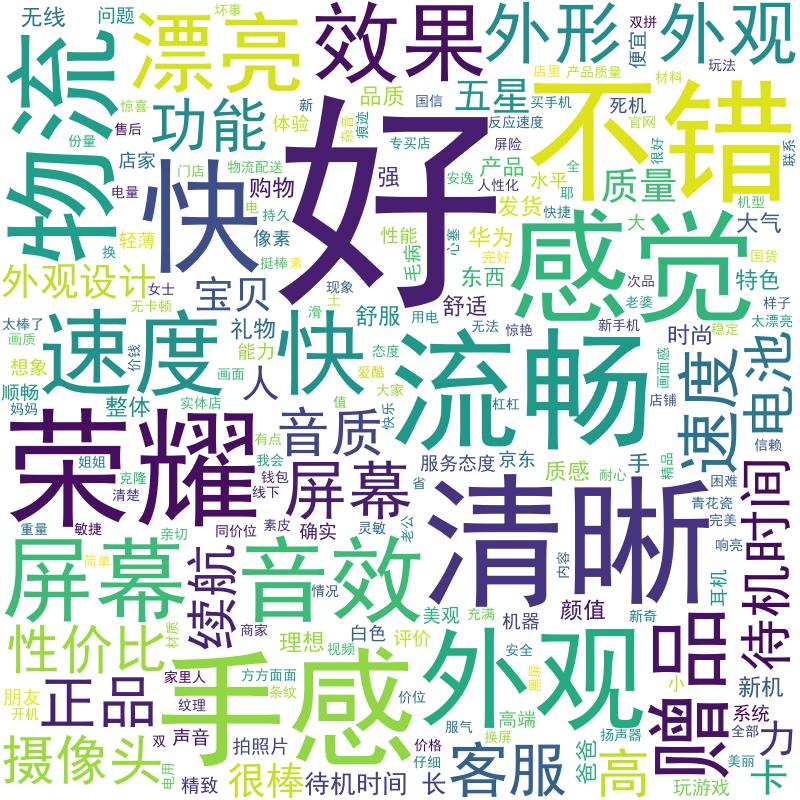 无线
问题
坏事
效果
外形
双拼
便宜
外观
漂亮
物流
店里
产品质量
材料
玩法
惊喜
品质
国信
五星
买手机
死机
官网
不错
份量
售后
功能
体验
新
杂音
痕迹
专买店
反应速度
屏险
很好
联系
店家
门店
物流配送
快
购物
强
好
产品
安逸
水平
全
质量
电量
电
持久
人性化
耶
机型
发货
快捷
大
大气
轻薄
像素
性能
毛病
心塞
华为
完好
感觉
国货
换
挺棒
素
东西
次品
特色
外观设计
女士
宝贝
现象
舒服
舒适
老婆
样子
无卡顿
土
滑
用电
无法
惊艳
新手机
太漂亮
太棒了
画质
礼物
时尚
稳定
速度
快
想象
价钱
能力
态度
流畅
画面感
电池
顺畅
画面
爱酷
人
大家
速度
妈妈
整体
实体店
值
快乐
杠杠
店铺
信赖
荣耀
有点
音质
姐姐
我会
服务态度
京东
质感
手
精品
克隆
钱包
屏幕
省
耐心
困难
清楚
线下
清晰
青花瓷
待机时间
重量
敏捷
同价位
素皮
确实
灵敏
老公
完美
亲切
响亮
屏幕
简单
续航
音效
内容
耳机
情况
美观
充满
机器
颜值
新奇
性价比
材质
商家
理想
白色
评价
外观
赠品
手感
视频
安全
黑屏
家里人
方方面面
小
新机
朋友
正品
条纹
价位
开机
纹理
高端
系统
服气
换屏
扬声器
全部
力
双
声音
拍照片
价格
摄像头
客服
爸爸
高
美丽
电用
仔细
卡
精致
很棒
待机时间
长
玩游戏